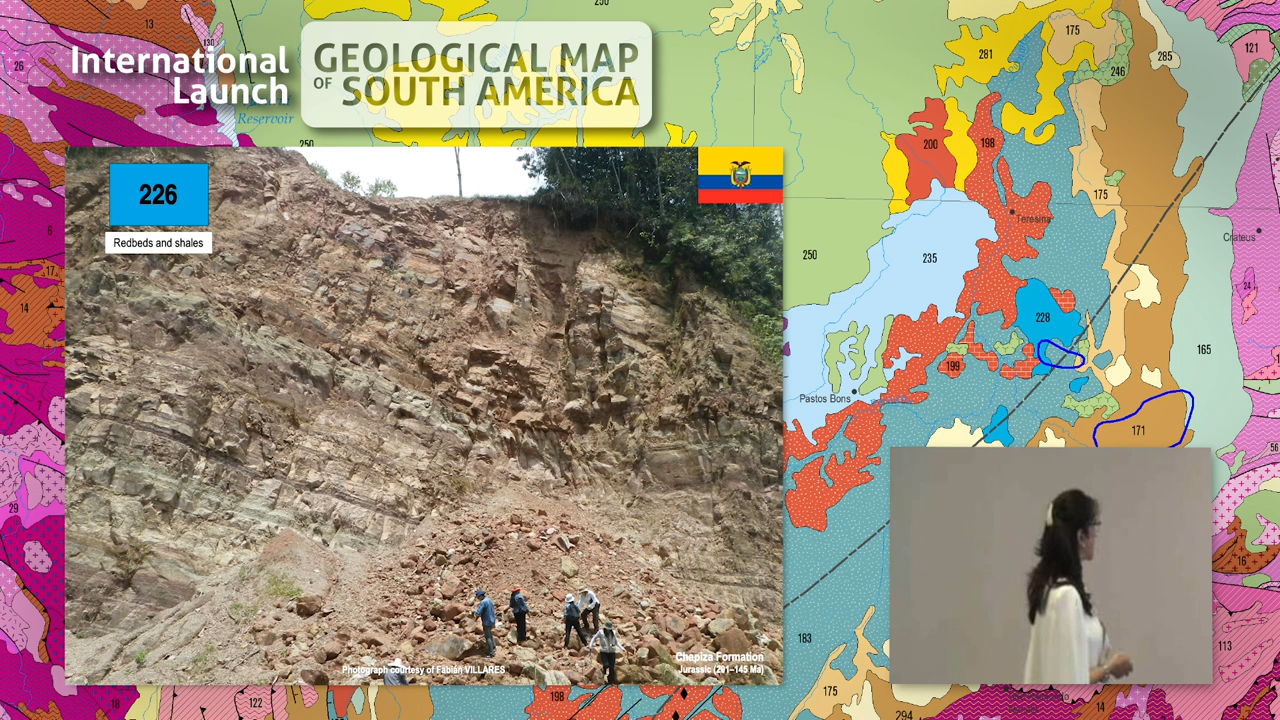 International
Launch
GEOLOGICAL MAP
OF SOUTH AMERICA
Reservoir
226
Redbeds and shales
Photograph courtesy of Fabián VILLARES
Chapiza Formation
Jurassic (201–145 Ma)
250
13
130
26
250
6
17
14
29
18
122
198
281
175
285
246
121
200
198
175
Teresina
Crateus
250
235
24
228
165
199
Pastos Bons
171
56
16
183
113
175
294
14